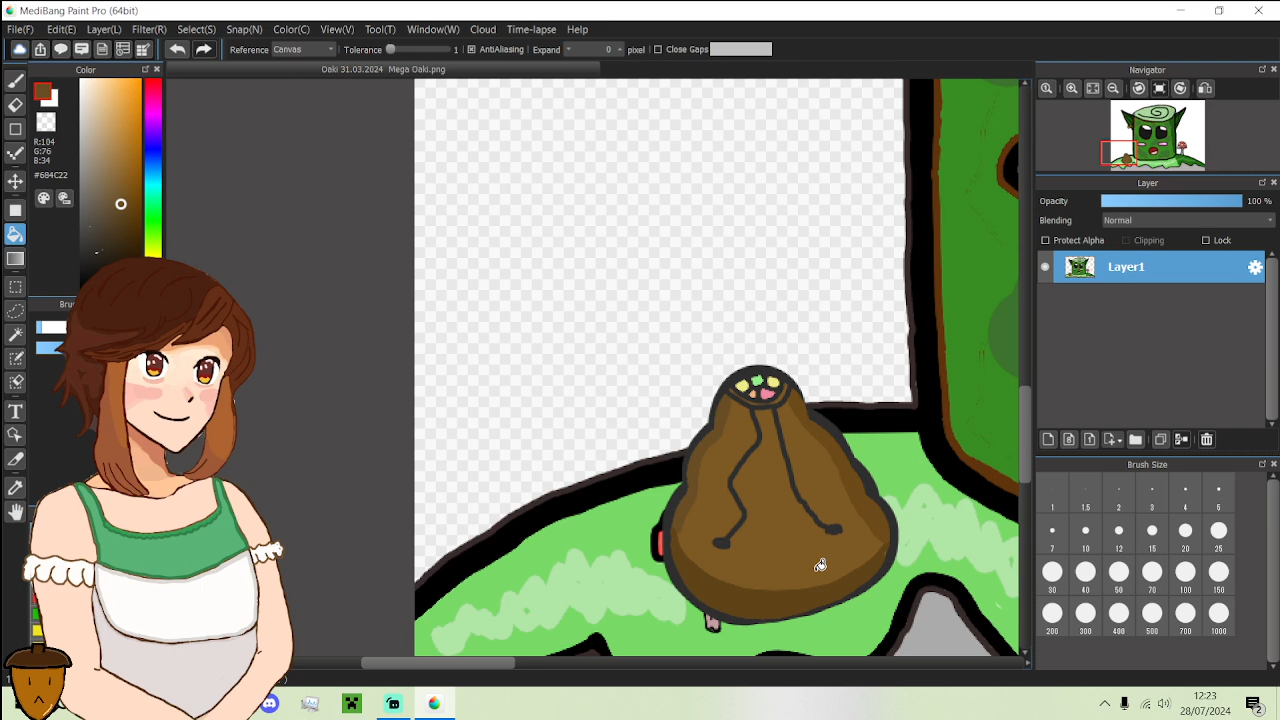 MediBang Paint Pro (64bit)
File(F) Edit(E) Layer(L) Filter(R) Select(S) Snap(N) Color(C) View(V) Tool(T) Window(W) Cloud Time-lapse Help
Reference Canvas Tolerance 1 AntiAliasing Expand 0 pixel Close Gaps
Color
Oaki 31.03.2024 Mega Oaki.png
Navigator
R:104
G:76
B:34
#684C22
Layer
Opacity 100 %
Blending Normal
Protect Alpha Clipping Lock
Layer1
Brush Size
1 1.5 2 3 4 5
7 10 12 15 20 25
30 40 50 70 100 150
200 300 400 500 700 1000
12:23
28/07/2024
2